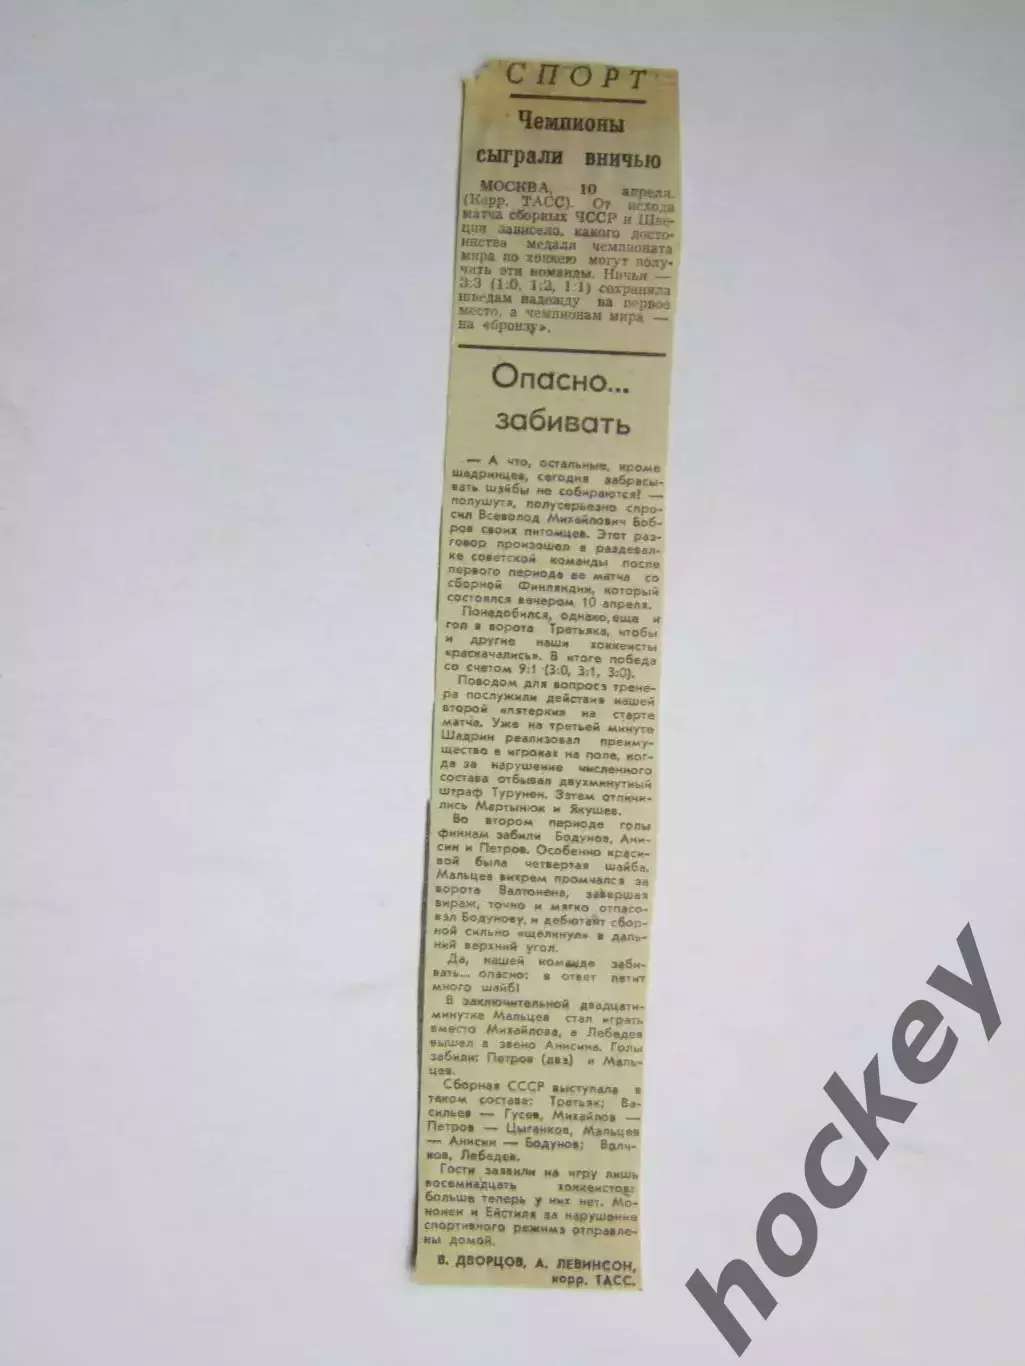 СПОРТ
Чемпионы
сыграли вничью
МОСКВА, 10 апреля.
(Корр. ТАСС). От исхода
матча сборных ЧССР и Шве-
ции зависело, какого досто-
инства медали чемпионата
мира по хоккею могут полу-
чать эти команды. Ничья —
3:3 (1:0, 1:2, 1:1) сохранила
шведам надежду на первое
место, а чемпионам мира —
на «бронзу».
Опасно...
забивать
— А что, остальные, кроме
шадринцев, сегодня забрасы-
вать шайбы не собираются? —
полушутя, полусерьезно спро-
сил Всеволод Михайлович Боб-
ров своих питомцев. Этот раз-
говор произошел в раздевал-
ке советской команды после
первого периода ее матча со
сборной Финляндии, который
состоялся вечером 10 апреля.
Понадобился, однако, еще и
гол в ворота Третьяка, чтобы
и другие наши хоккеисты
«раскачались». В итоге победа
со счетом 9:1 (3:0, 3:1, 3:0).
Поводом для вопроса трене-
ра послужили действия нашей
второй «пятерки» на старте
матча. Уже на третьей минуте
Шадрин реализовал преиму-
щество в игроках на поле, ког-
да за нарушение численного
состава отбывал двухминутный
штраф Турунен. Затем отличи-
лись Мартынюк и Якушев.
Во втором периоде голы
финнам забили Бодунов, Ани-
син и Петров. Особенно краси-
вой была четвертая шайба.
Мальцев вихрем промчался за
ворота Валтонена, завершая
вираж, точно и мягко отпасо-
вал Бодунову, и дебютант сбор-
ной сильно «щелкнул» в даль-
ний верхний угол.
Да, нашей команде заби-
вать... опасно: в ответ летит
много шайб!
В заключительной двадцати-
минутке Мальцев стал играть
вместо Михайлова, а Лебедев
вышел в звено Анисина. Голы
забили: Петров (два) и Маль-
цев.
Сборная СССР выступала в
таком составе: Третьяк; Ва-
сильев — Гусев, Михайлов —
Петров — Цыганков, Мальцев
— Анисин — Бодунов; Волч-
ков, Лебедев.
Гости заявили на игру лишь
восемнадцать хоккеистов:
больше теперь у них нет. Мо-
нонен и Ейстиля за нарушение
спортивного режима отправле-
ны домой.
В. ДВОРЦОВ, А. ЛЕВИНСОН,
корр. ТАСС.
hockey